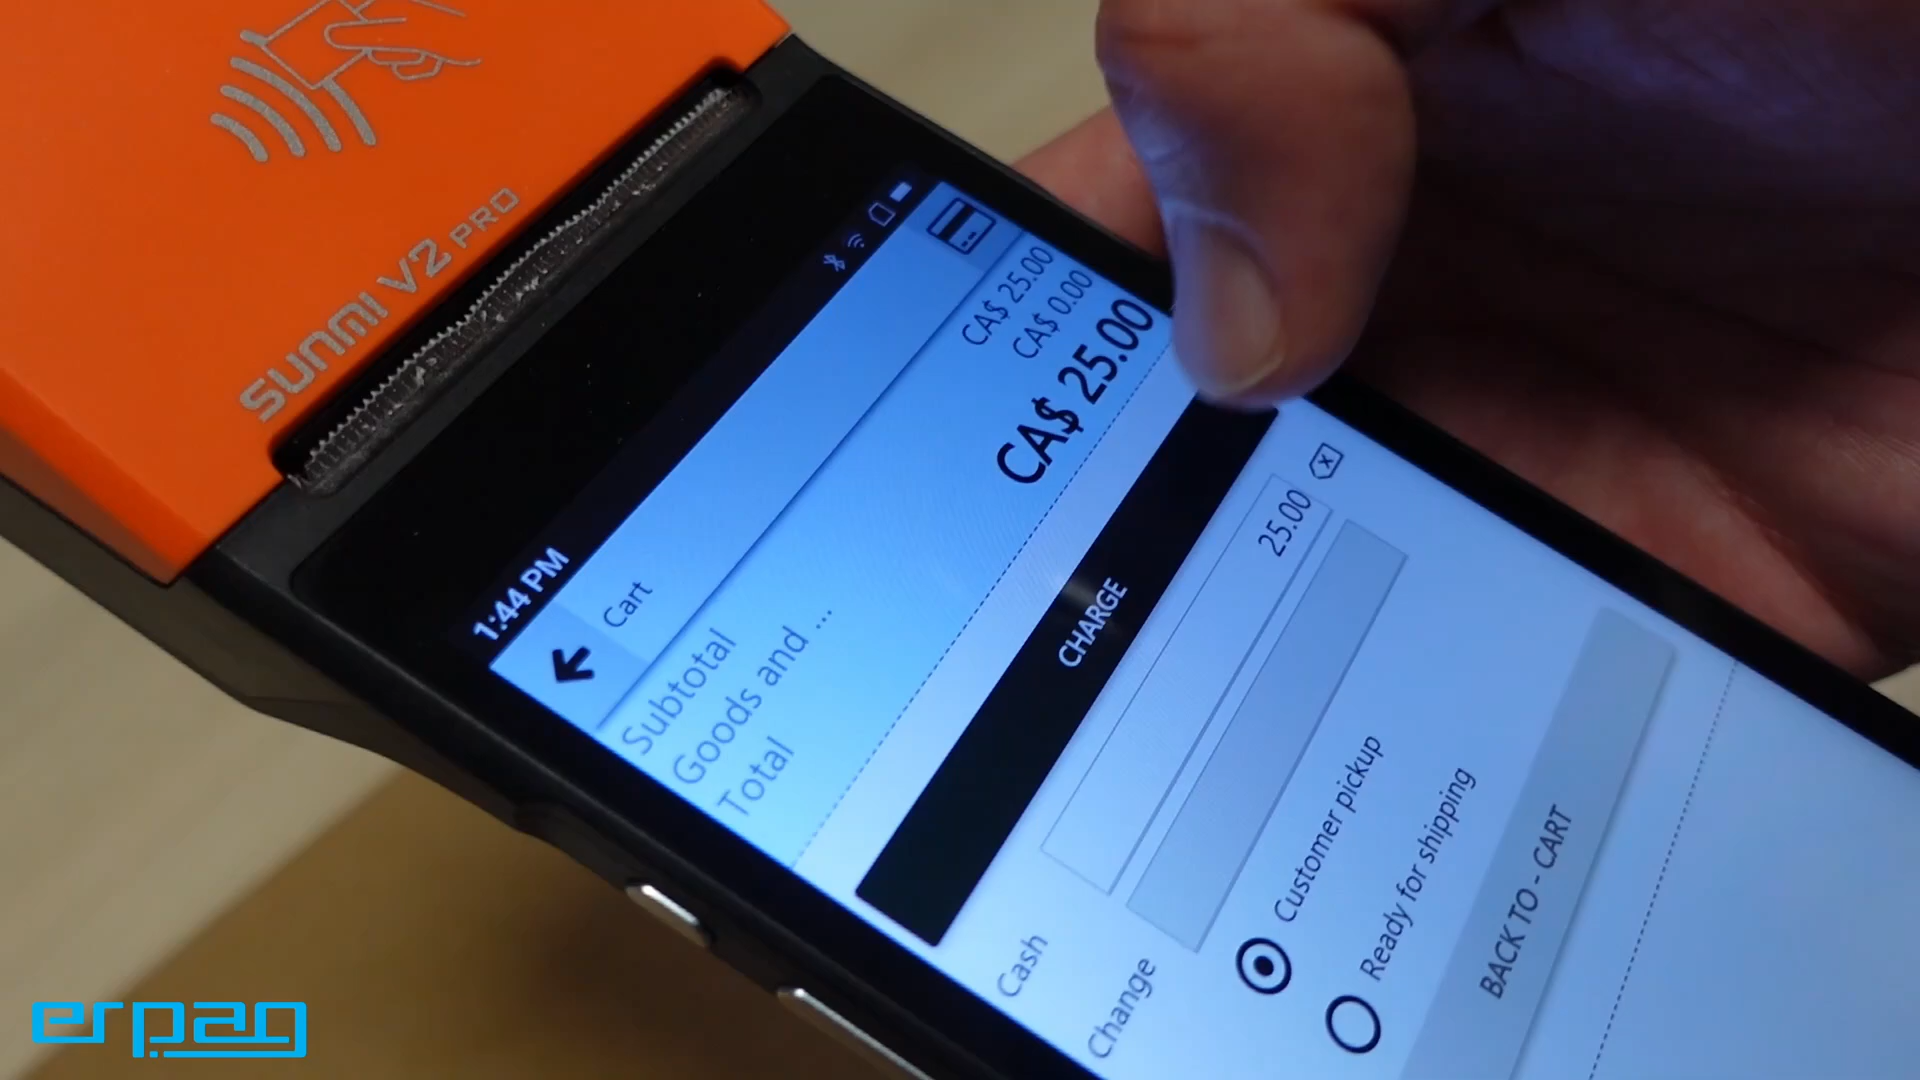 SUNMI V2 PRO
1:44 PM
Cart
Subtotal CA$ 25.00
Goods and ... CA$ 0.00
Total CA$ 25.00
CHARGE
Cash 25.00
Change
Customer pickup
Ready for shipping
BACK TO - CART
erpag